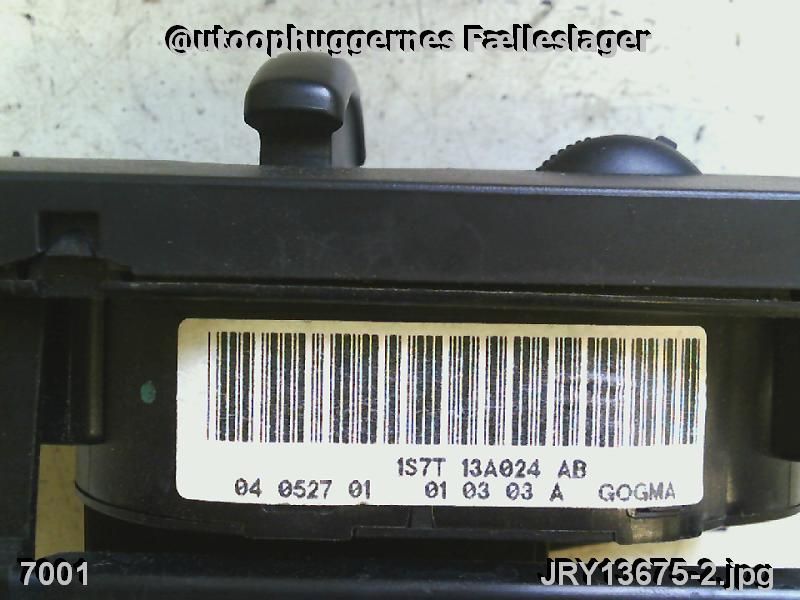 @utoophuggernes Fælleslager
1S7T 13A024 AB
04 0527 01 01 03 03 A GOGMA
7001 JRY13675-2.jpg